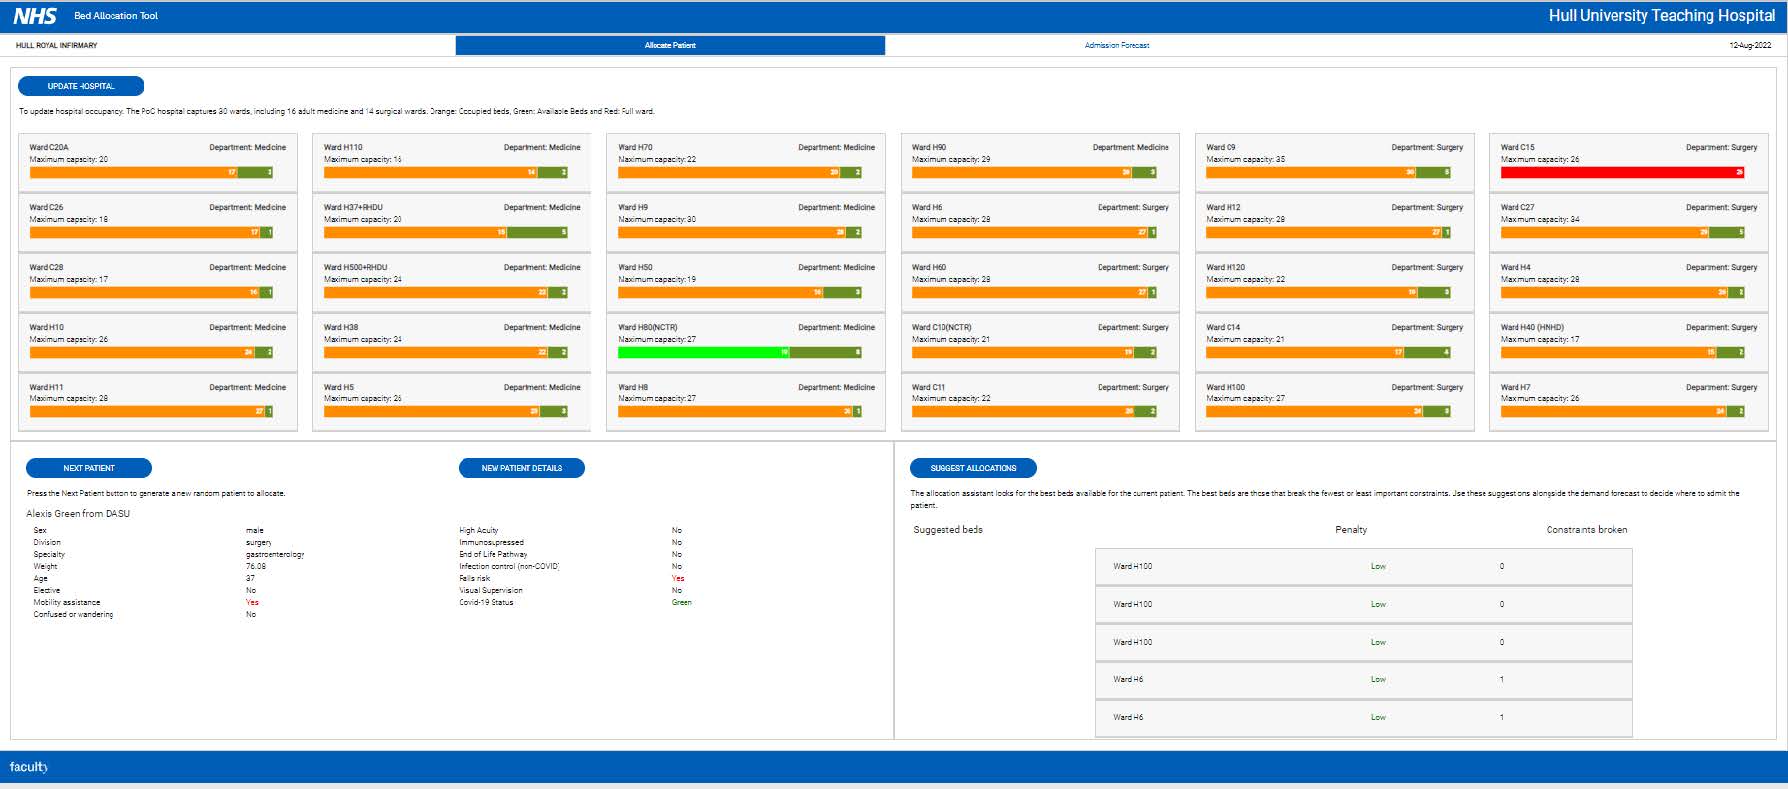 NHS Bed Allocation Tool Hull University Teaching Hospital
HULL ROYAL INFIRMARY Allocate Patient Admission Forecast 12-Aug-2022
UPDATE HOSPITAL
To update hospital occupancy. The PoC hospital captures 30 wards, including 16 adult medicine and 14 surgical wards. Orange: Occupied beds, Green: Available Beds and Red: Full ward.
Ward C20A Department: Medicine
Maximum capacity: 20
17 3
Ward H110 Department: Medicine
Maximum capacity: 16
14 2
Ward H70 Department: Medicine
Maximum capacity: 22
20 2
Ward H90 Department: Medicine
Maximum capacity: 29
26 3
Ward C9 Department: Surgery
Maximum capacity: 35
30 5
Ward C15 Department: Surgery
Maximum capacity: 26
26
Ward C26 Department: Medicine
Maximum capacity: 18
17 1
Ward H37+RHDU Department: Medicine
Maximum capacity: 20
15 5
Ward H9 Department: Medicine
Maximum capacity: 30
28 2
Ward H6 Department: Surgery
Maximum capacity: 28
27 1
Ward H12 Department: Surgery
Maximum capacity: 28
27 1
Ward C27 Department: Surgery
Maximum capacity: 34
29 5
Ward C28 Department: Medicine
Maximum capacity: 17
16 1
Ward H500+RHDU Department: Medicine
Maximum capacity: 24
22 2
Ward H50 Department: Medicine
Maximum capacity: 19
16 3
Ward H60 Department: Surgery
Maximum capacity: 28
27 1
Ward H120 Department: Surgery
Maximum capacity: 22
19 3
Ward H4 Department: Surgery
Maximum capacity: 28
26 2
Ward H10 Department: Medicine
Maximum capacity: 26
24 2
Ward H38 Department: Medicine
Maximum capacity: 24
22 2
Ward H80(NCTR) Department: Medicine
Maximum capacity: 27
19 8
Ward C10(NCTR) Department: Surgery
Maximum capacity: 21
19 2
Ward C14 Department: Surgery
Maximum capacity: 21
17 4
Ward H40 (HNHD) Department: Surgery
Maximum capacity: 17
15 2
Ward H11 Department: Medicine
Maximum capacity: 28
27 1
Ward H5 Department: Medicine
Maximum capacity: 26
23 3
Ward H8 Department: Medicine
Maximum capacity: 27
26 1
Ward C11 Department: Surgery
Maximum capacity: 22
20 2
Ward H100 Department: Surgery
Maximum capacity: 27
24 3
Ward H7 Department: Surgery
Maximum capacity: 26
24 2
NEXT PATIENT NEW PATIENT DETAILS
Press the Next Patient button to generate a new random patient to allocate.
Alexis Green from DASU
Sex male
Division surgery
Specialty gastroenterology
Weight 76.08
Age 37
Elective No
Mobility assistance Yes
Confused or wandering No
High Acuity No
Immunosupressed No
End of Life Pathway No
Infection control (non-COVID) No
Falls risk Yes
Visual Supervision No
Covid-19 Status Green
SUGGEST ALLOCATIONS
The allocation assistant looks for the best beds available for the current patient. The best beds are those that break the fewest or least important constraints. Use these suggestions alongside the demand forecast to decide where to admit the
patient.
Suggested beds Penalty Constraints broken
Ward H100 Low 0
Ward H100 Low 0
Ward H100 Low 0
Ward H6 Low 1
Ward H6 Low 1
faculty